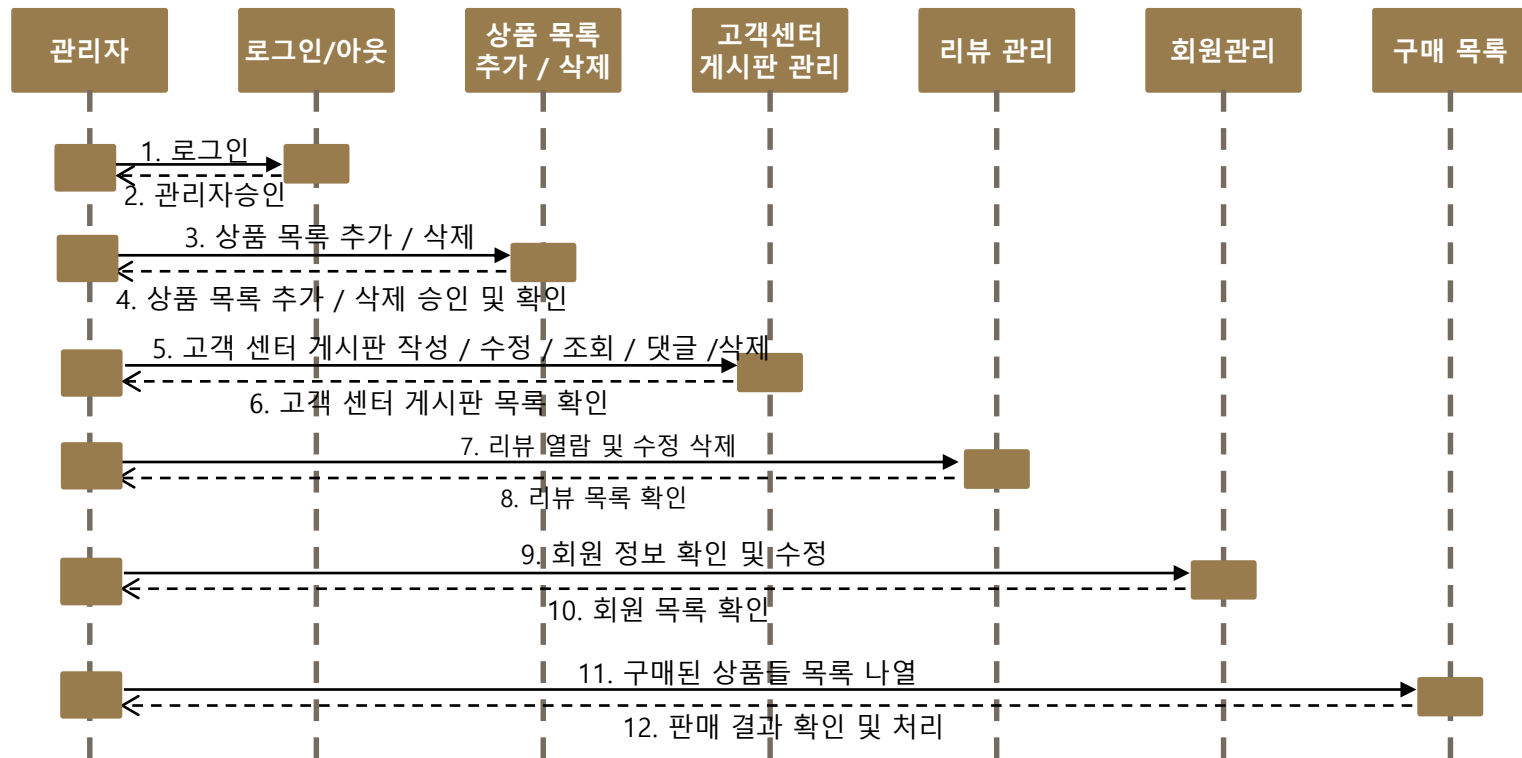 관리자
로그인/아웃
상품 목록
추가 / 삭제
고객센터
게시판 관리
리뷰 관리
회원관리
구매 목록
1. 로그인
2. 관리자승인
3. 상품 목록 추가 / 삭제
4. 상품 목록 추가 / 삭제 승인 및 확인
5. 고객 센터 게시판 작성 / 수정 / 조회 / 댓글 /삭제
6. 고객 센터 게시판 목록 확인
7. 리뷰 열람 및 수정 삭제
8. 리뷰 목록 확인
9. 회원 정보 확인 및 수정
10. 회원 목록 확인
11. 구매된 상품들 목록 나열
12. 판매 결과 확인 및 처리